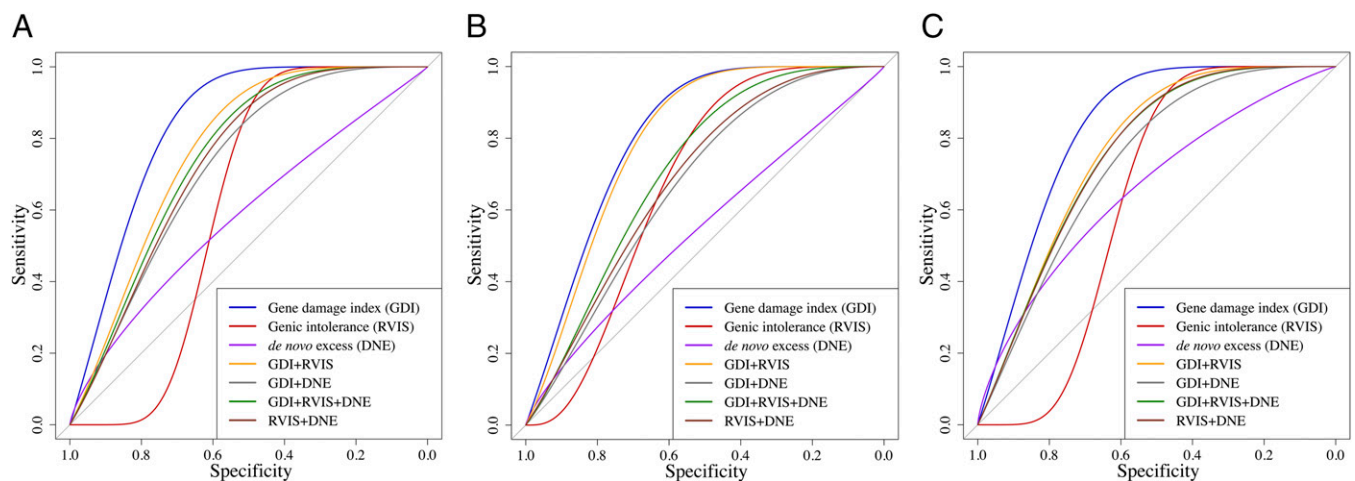 A
Sensitivity
1.0
0.8
0.6
0.4
0.2
0.0
Gene damage index (GDI)
Genic intolerance (RVIS)
de novo excess (DNE)
GDI+RVIS
GDI+DNE
GDI+RVIS+DNE
RVIS+DNE
1.0 0.8 0.6 0.4 0.2 0.0
Specificity
B
Sensitivity
1.0
0.8
0.6
0.4
0.2
0.0
Gene damage index (GDI)
Genic intolerance (RVIS)
de novo excess (DNE)
GDI+RVIS
GDI+DNE
GDI+RVIS+DNE
RVIS+DNE
1.0 0.8 0.6 0.4 0.2 0.0
Specificity
C
Sensitivity
1.0
0.8
0.6
0.4
0.2
0.0
Gene damage index (GDI)
Genic intolerance (RVIS)
de novo excess (DNE)
GDI+RVIS
GDI+DNE
GDI+RVIS+DNE
RVIS+DNE
1.0 0.8 0.6 0.4 0.2 0.0
Specificity